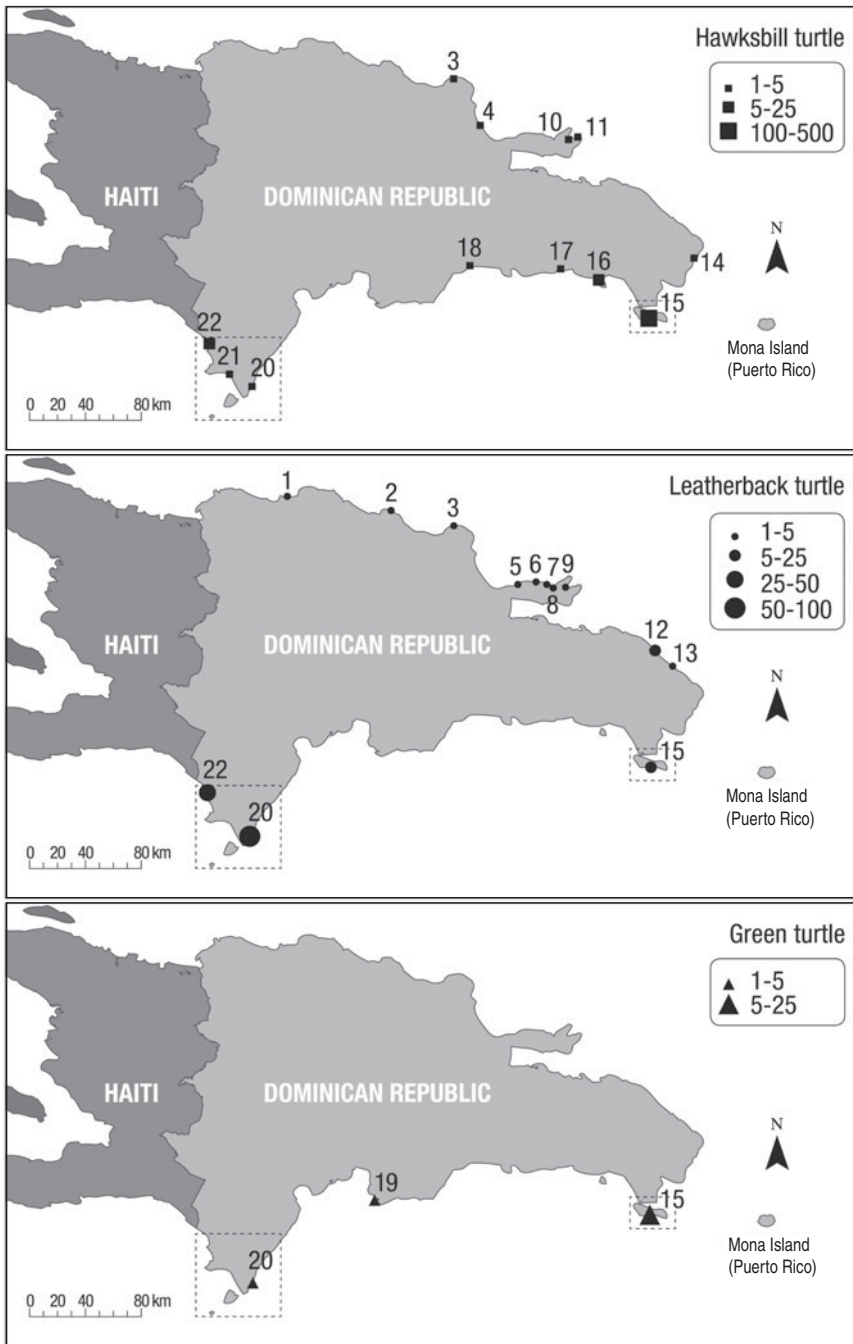 Hawksbill turtle
1-5
5-25
100-500
3
4
10
11
HAITI
DOMINICAN REPUBLIC
N
18
17
16
14
15
22
21
20
Mona Island
(Puerto Rico)
0 20 40 80 km
Leatherback turtle
1-5
5-25
25-50
50-100
1
2
3
5
6
7
9
8
12
13
HAITI
DOMINICAN REPUBLIC
N
15
22
20
Mona Island
(Puerto Rico)
0 20 40 80 km
Green turtle
1-5
5-25
HAITI
DOMINICAN REPUBLIC
N
19
15
20
Mona Island
(Puerto Rico)
0 20 40 80 km